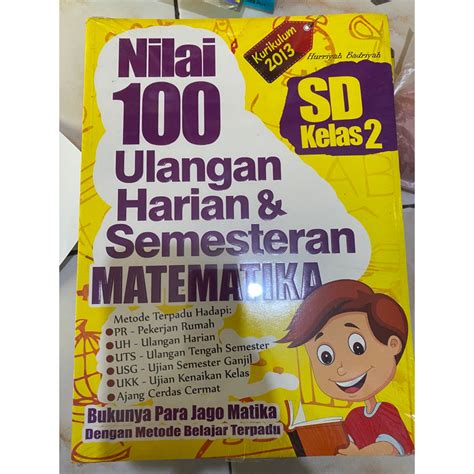 Kurikulum
2013
Hurriyah Badriyah
Nilai
100
SD
Kelas 2
Ulangan
Harian &
Semesteran
MATEMATIKA
Metode Terpadu Hadapi:
PR - Pekerjan Rumah
UH - Ulangan Harian
UTS - Ulangan Tengah Semester
USG - Ujian Semester Ganjil
UKK - Ujian Kenaikan Kelas
Ajang Cerdas Cermat
Bukunya Para Jago Matika
Dengan Metode Belajar Terpadu